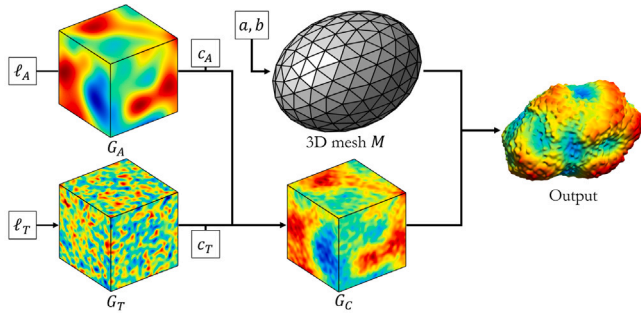 a, b
ℓ_A
c_A
G_A
3D mesh M
Output
ℓ_T
c_T
G_T
G_C